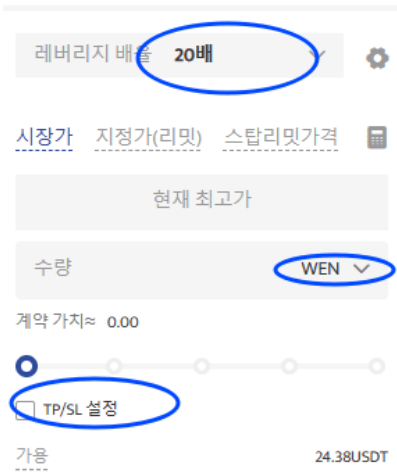 레버리지 배율 20배
시장가 지정가(리밋) 스탑리밋가격
현재 최고가
수량 WEN
계약 가치≈ 0.00
TP/SL 설정
가용 24.38USDT